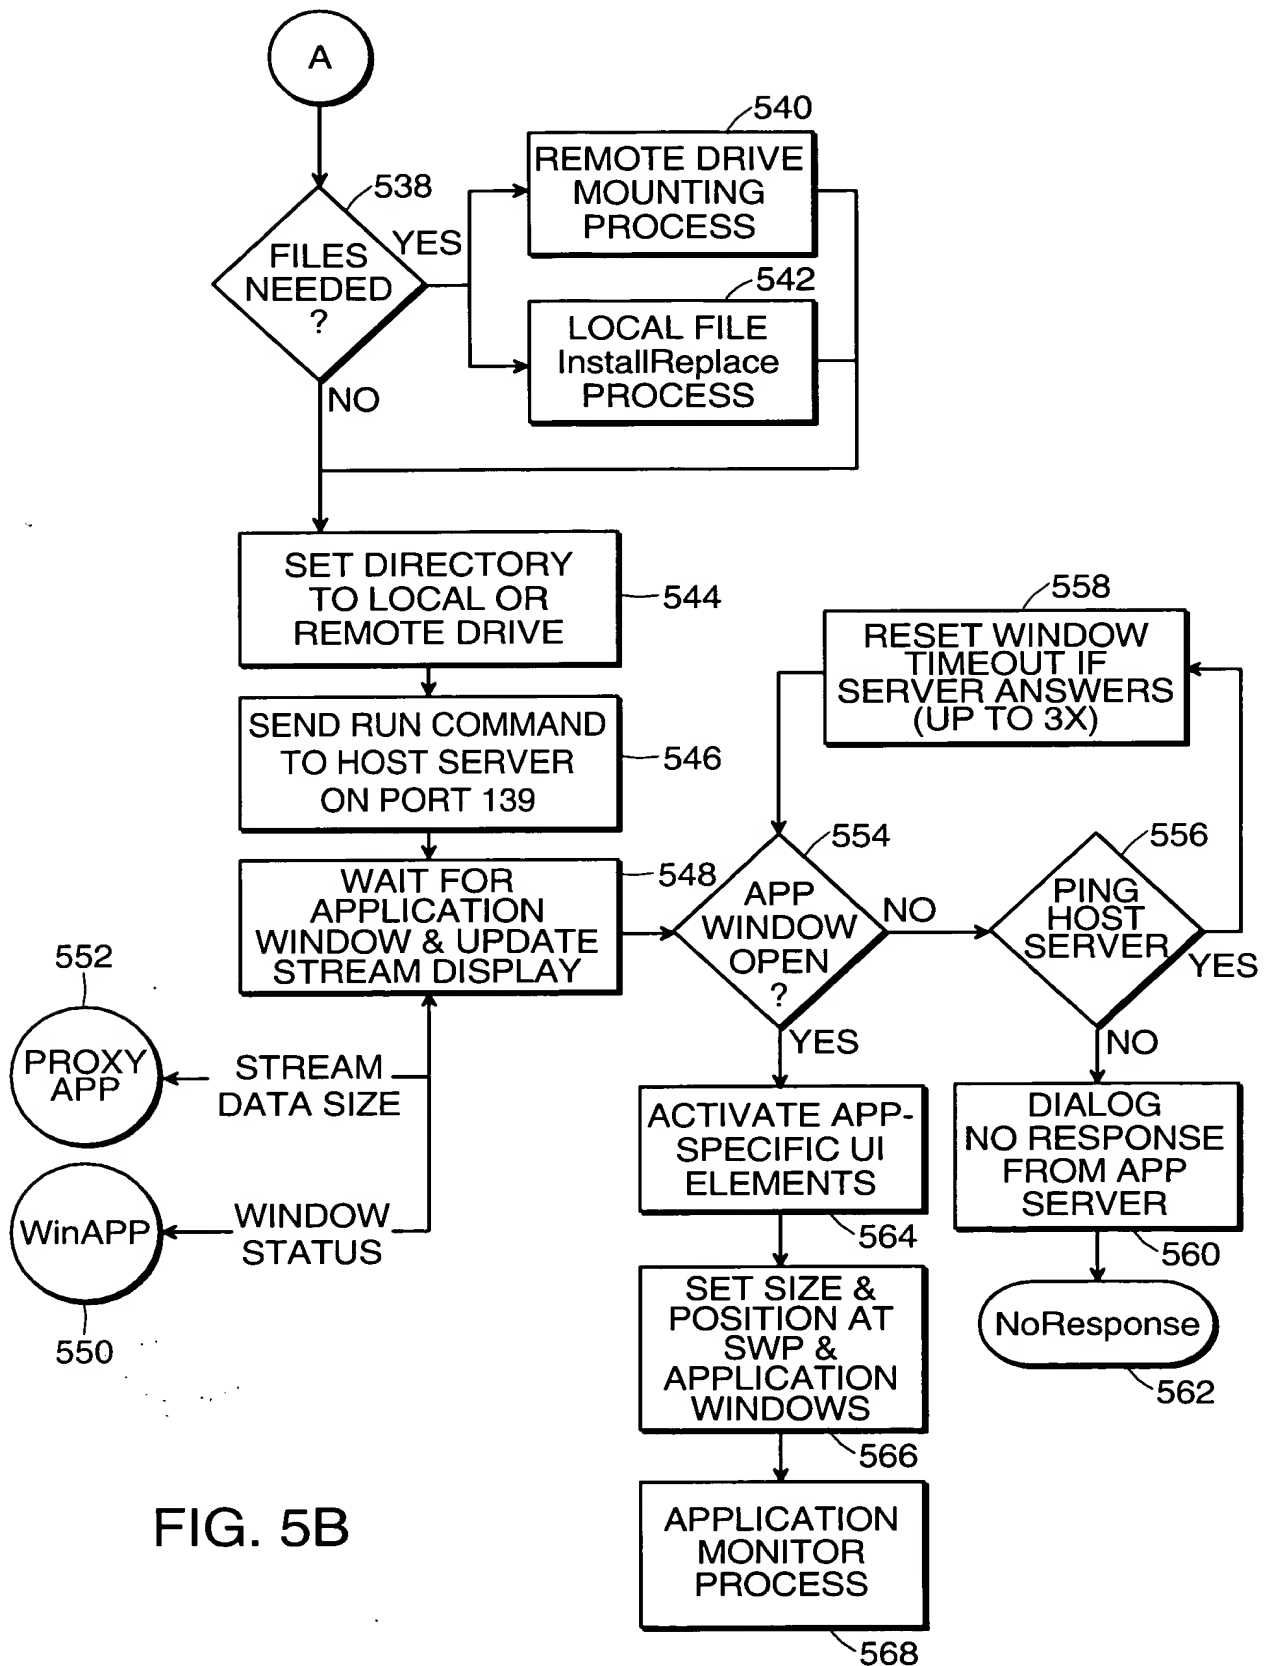 A
538
FILES
NEEDED
?
YES
NO
540
REMOTE DRIVE
MOUNTING
PROCESS
542
LOCAL FILE
InstallReplace
PROCESS
SET DIRECTORY
TO LOCAL OR
REMOTE DRIVE
544
SEND RUN COMMAND
TO HOST SERVER
ON PORT 139
546
WAIT FOR
APPLICATION
WINDOW & UPDATE
STREAM DISPLAY
548
552
PROXY
APP
STREAM
DATA SIZE
WinAPP
WINDOW
STATUS
550
558
RESET WINDOW
TIMEOUT IF
SERVER ANSWERS
(UP TO 3X)
554
APP
WINDOW
OPEN
?
NO
YES
556
PING
HOST
SERVER
YES
NO
ACTIVATE APP-
SPECIFIC UI
ELEMENTS
564
DIALOG
NO RESPONSE
FROM APP
SERVER
560
NoResponse
562
SET SIZE &
POSITION AT
SWP &
APPLICATION
WINDOWS
566
APPLICATION
MONITOR
PROCESS
568
FIG. 5B